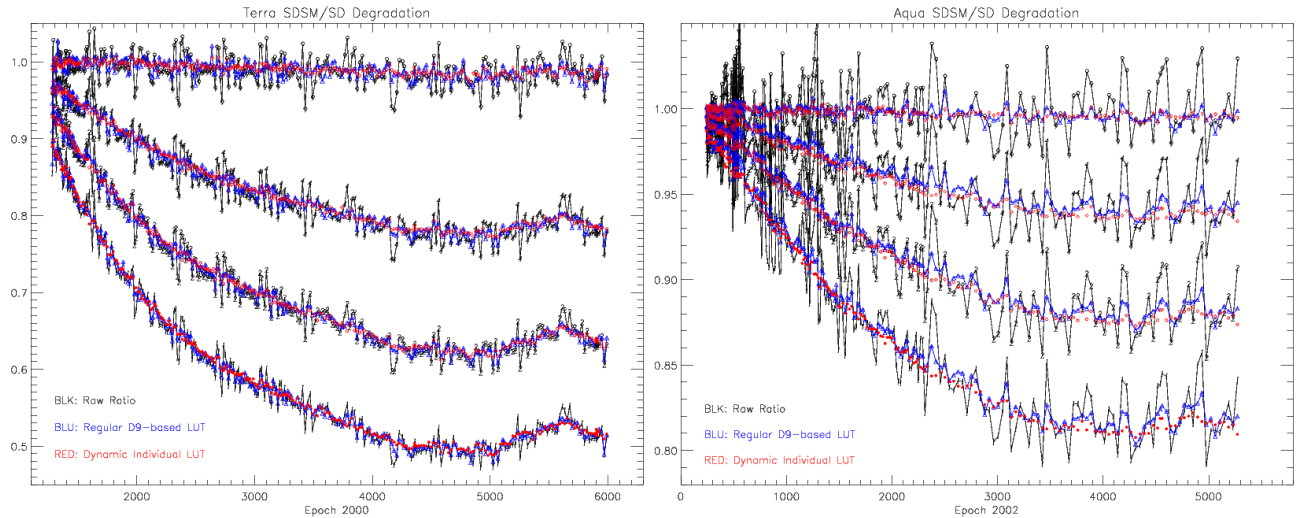 Terra SDSM/SD Degradation
1.0
0.9
0.8
0.7
0.6
0.5
BLK: Raw Ratio
BLU: Regular D9-based LUT
RED: Dynamic Individual LUT
2000
3000
4000
5000
6000
Epoch 2000
Aqua SDSM/SD Degradation
1.00
0.95
0.90
0.85
0.80
BLK: Raw Ratio
BLU: Regular D9-based LUT
RED: Dynamic Individual LUT
0
1000
2000
3000
4000
5000
Epoch 2002